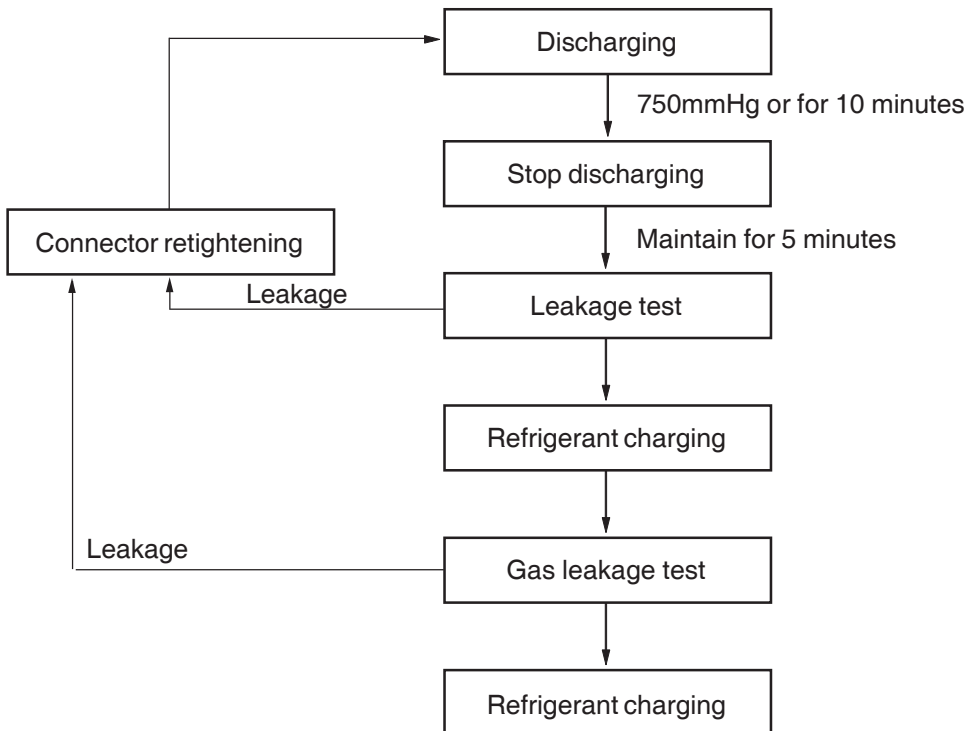 Discharging
750mmHg or for 10 minutes
Stop discharging
Connector retightening
Maintain for 5 minutes
Leakage
Leakage test
Refrigerant charging
Leakage
Gas leakage test
Refrigerant charging